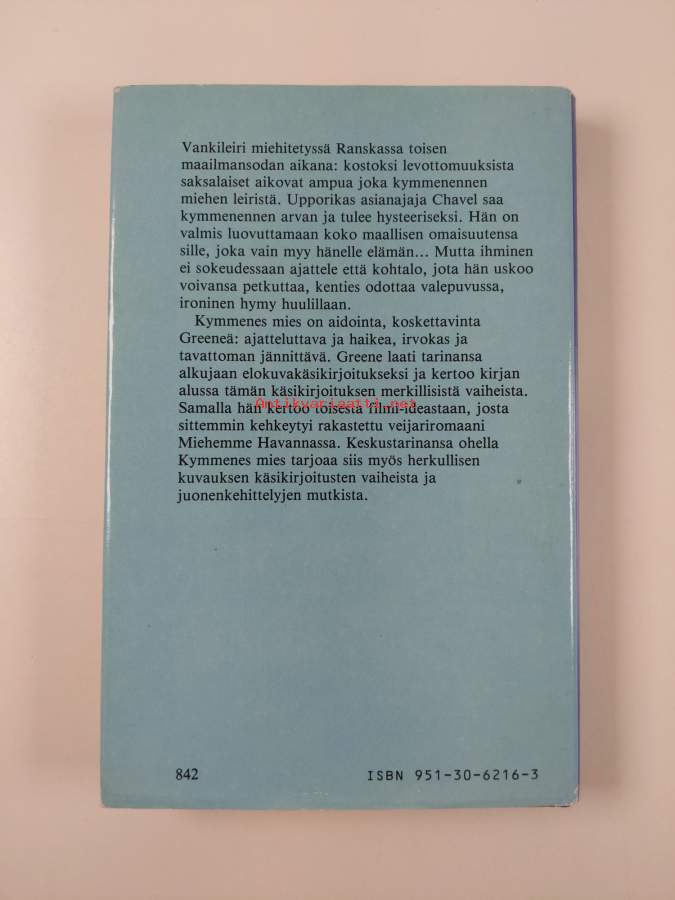 Vankileiri miehitetyssä Ranskassa toisen
maailmansodan aikana: kostoksi levottomuuksista
saksalaiset aikovat ampua joka kymmenennen
miehen leiristä. Upporikas asianajaja Chavel saa
kymmenennen arvan ja tulee hysteeriseksi. Hän on
valmis luovuttamaan koko maallisen omaisuutensa
sille, joka vain myy hänelle elämän... Mutta ihminen
ei sokeudessaan ajattele että kohtalo, jota hän uskoo
voivansa petkuttaa, kenties odottaa valepuvussa,
ironinen hymy huulillaan.
Kymmenes mies on aidointa, koskettavinta
Greeneä: ajatteluttava ja haikea, irvokas ja
tavattoman jännittävä. Greene laati tarinansa
alkujaan elokuvakäsikirjoitukseksi ja kertoo kirjan
alussa tämän käsikirjoituksen merkillisistä vaiheista.
Samalla hän kertoo toisesta filmi-ideastaan, josta
Antikvariaatti.net
sittemmin kehkeytyi rakastettu veijariromaani
Miehemme Havannassa. Keskustarinansa ohella
Kymmenes mies tarjoaa siis myös herkullisen
kuvauksen käsikirjoitusten vaiheista ja
juonenkehittelyjen mutkista.
842
ISBN 951-30-6216-3